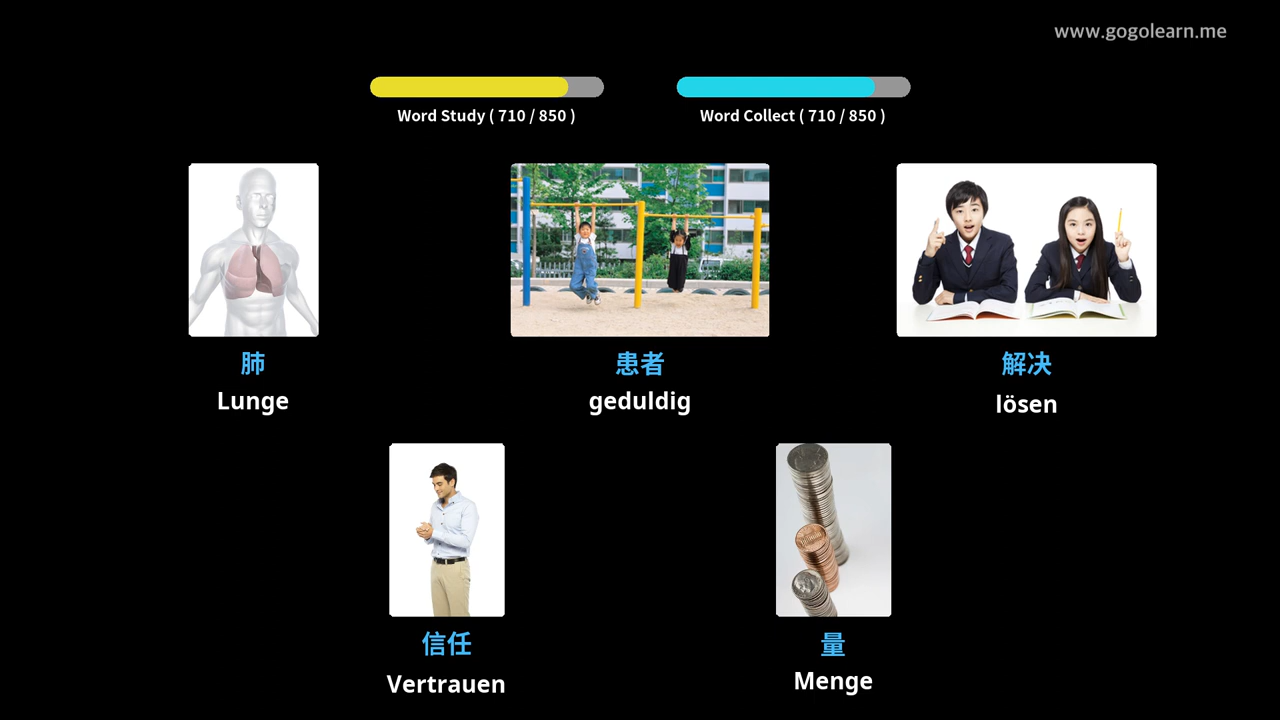 www.gogolearn.me
Word Study ( 710 / 850 )
Word Collect ( 710 / 850 )
肺
Lunge
患者
geduldig
解决
lösen
信任
Vertrauen
量
Menge